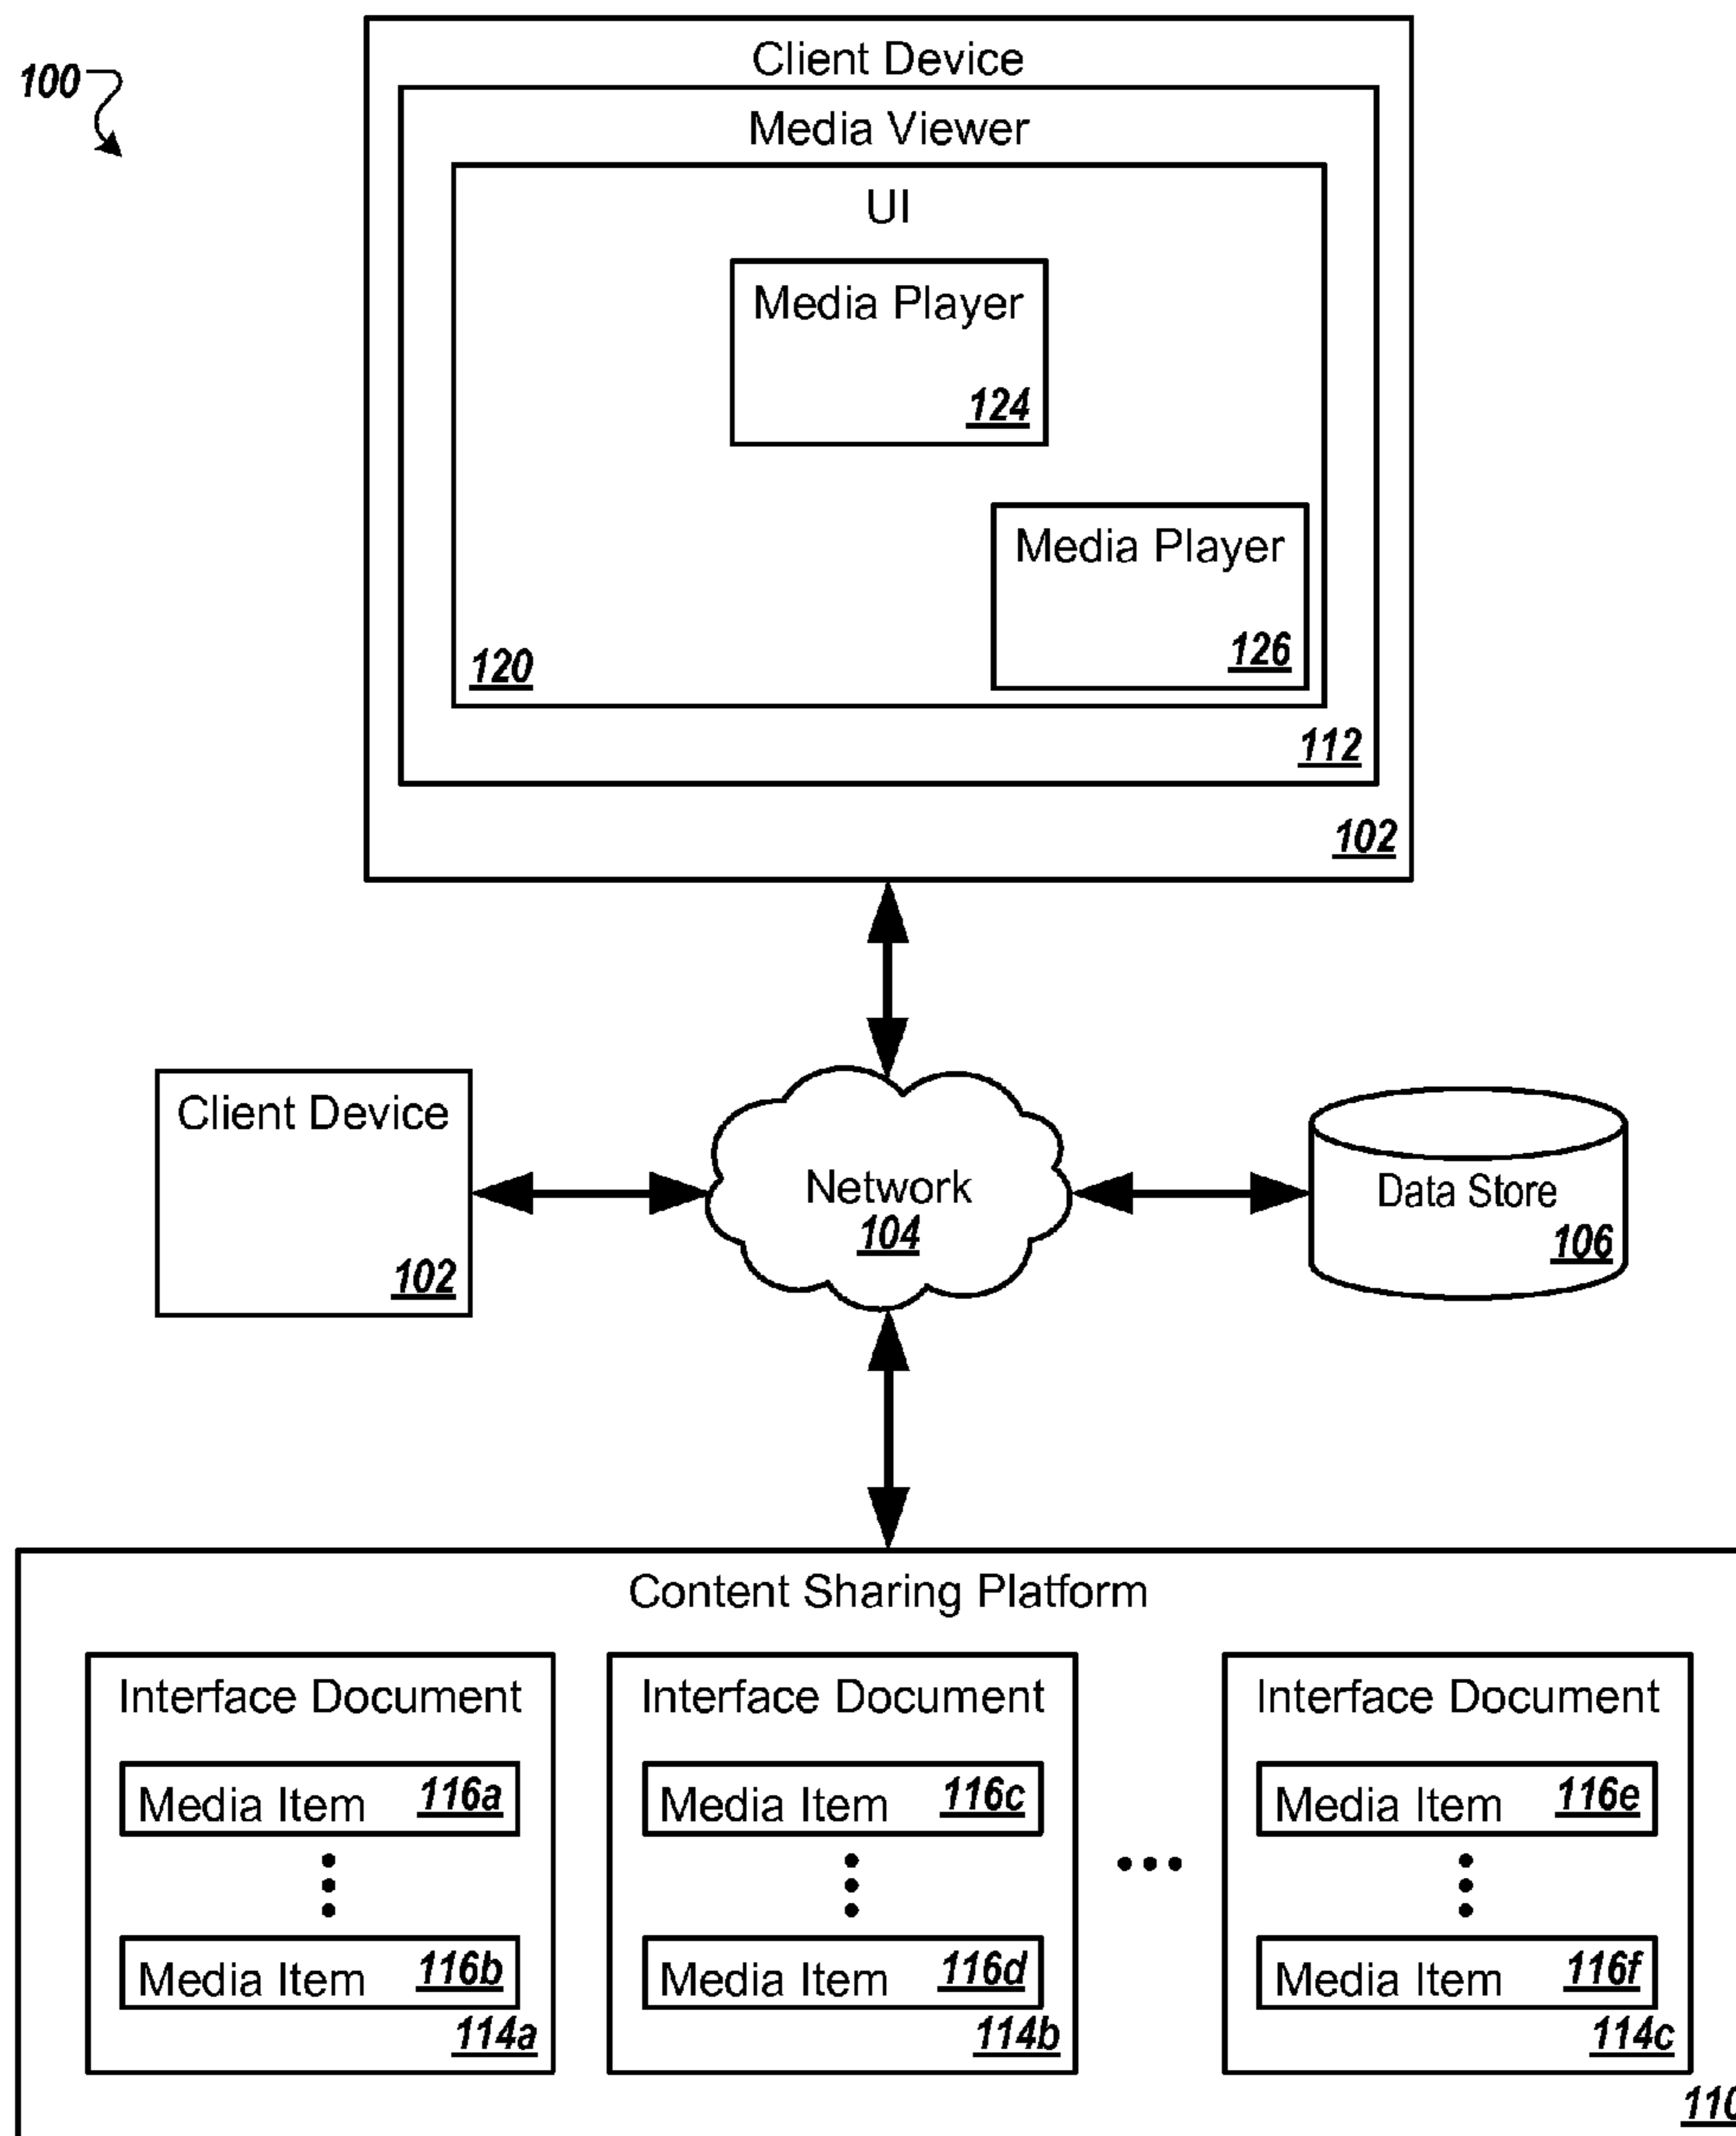 100
Client Device
Media Viewer
UI
Media Player
124
Media Player
126
120
112
102
Client Device
102
Network
104
Data Store
106
Content Sharing Platform
Interface Document
Media Item 116a
Media Item 116b
114a
Interface Document
Media Item 116c
Media Item 116d
114b
Interface Document
Media Item 116e
Media Item 116f
114c
110